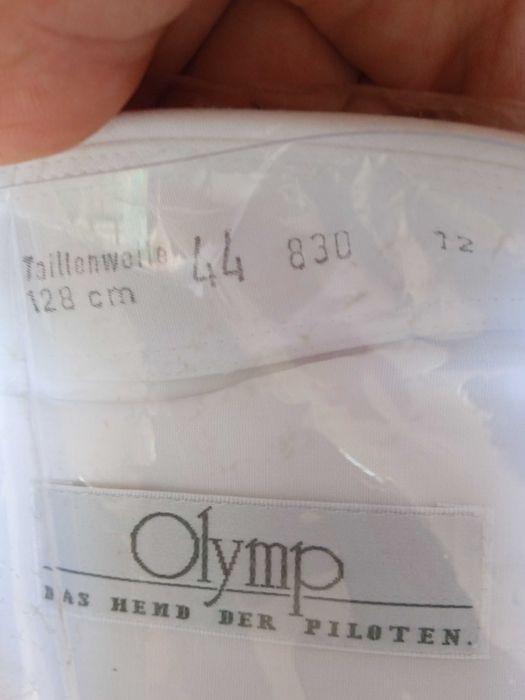 Taillenweite 44 830 12
128 cm
Olymp
DAS HEMD DER PILOTEN.